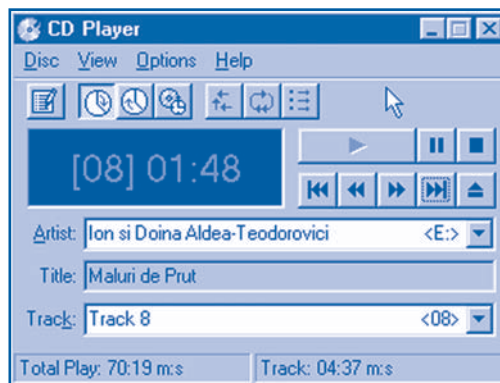 CD Player
Disc View Options Help
[08] 01:48
Artist: Ion si Doina Aldea-Teodorovici <E:>
Title: Maluri de Prut
Track: Track 8 <08>
Total Play: 70:19 m:s Track: 04:37 m:s